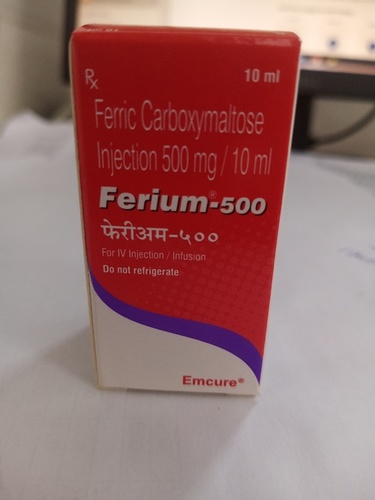 Rx
10 ml
Ferric Carboxymaltose
Injection 500 mg / 10 ml
Ferium®-500
फेरीअम-५००
For IV Injection / Infusion
Do not refrigerate
Emcure®